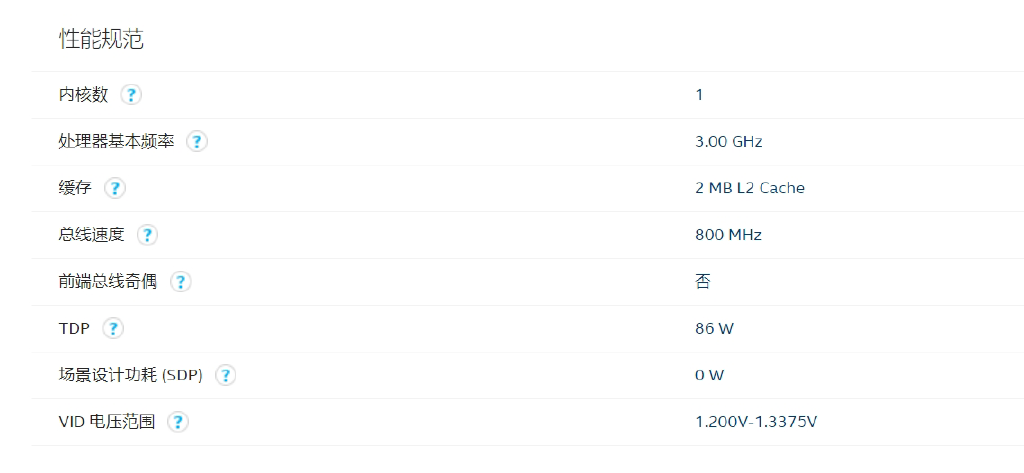 性能规范
内核数 ? 1
处理器基本频率 ? 3.00 GHz
缓存 ? 2 MB L2 Cache
总线速度 ? 800 MHz
前端总线奇偶 ? 否
TDP ? 86 W
场景设计功耗 (SDP) ? 0 W
VID 电压范围 ? 1.200V-1.3375V